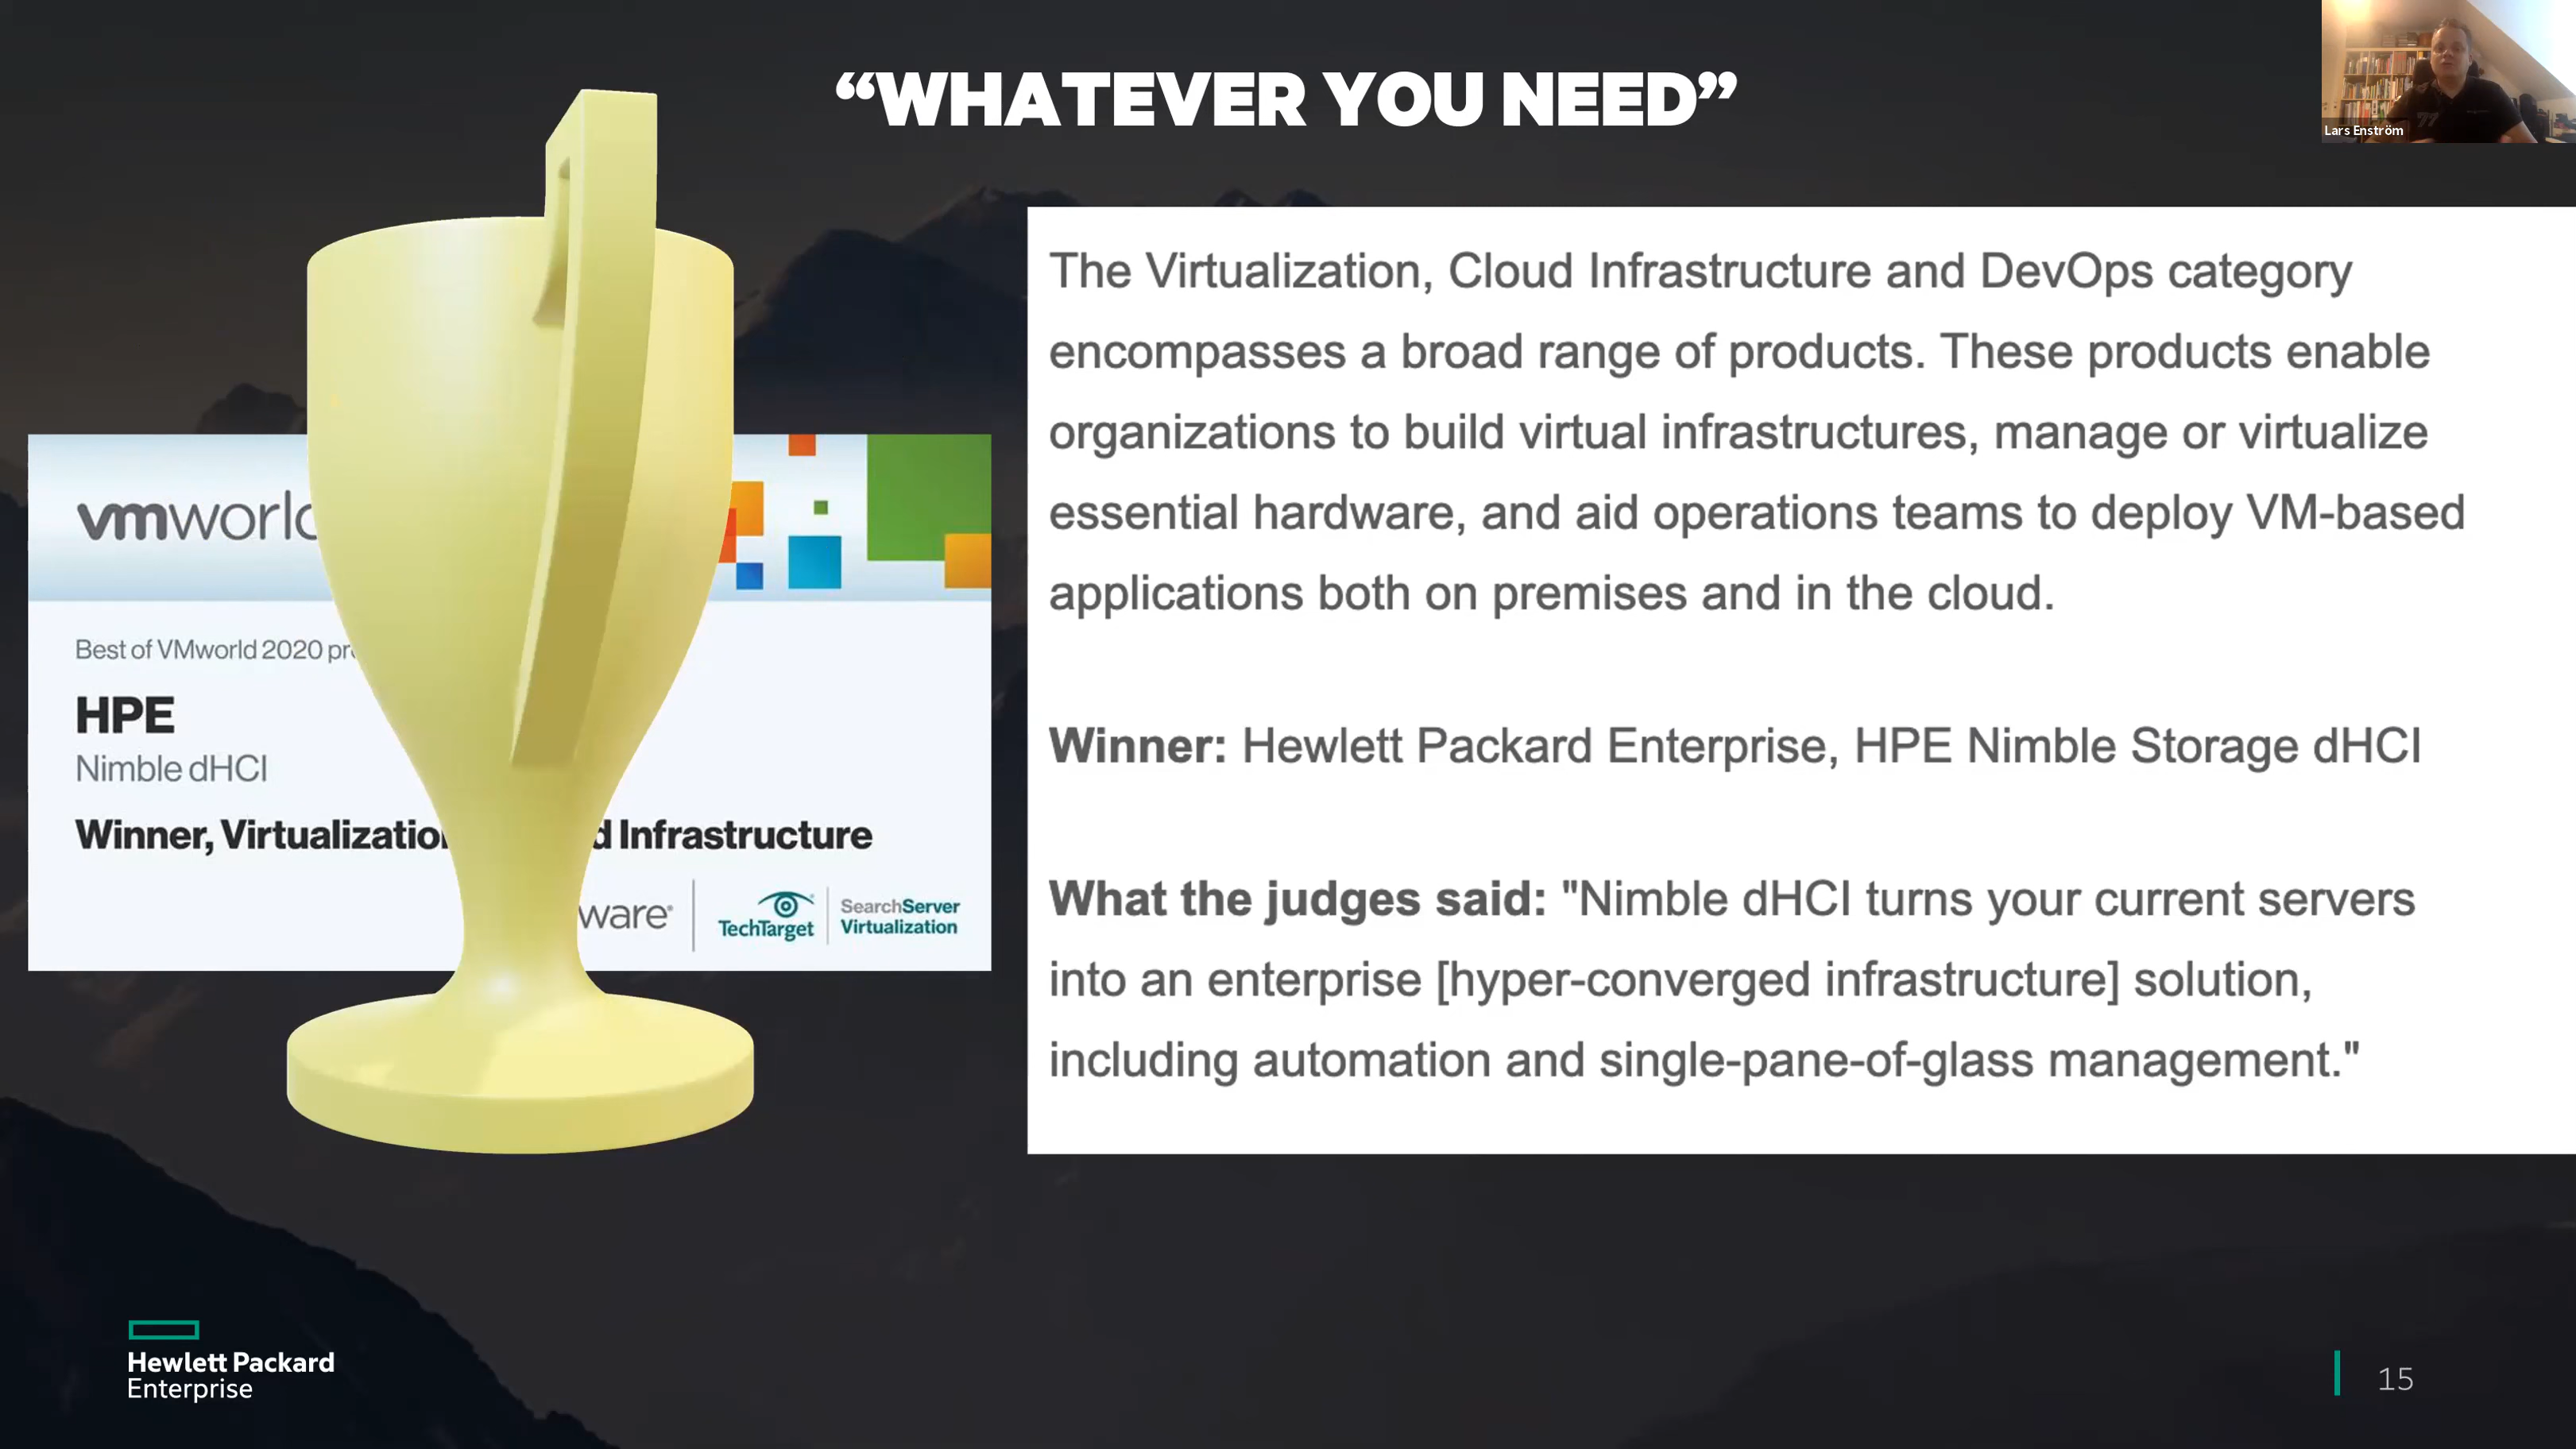 “WHATEVER YOU NEED”
Lars Enström
The Virtualization, Cloud Infrastructure and DevOps category
encompasses a broad range of products. These products enable
organizations to build virtual infrastructures, manage or virtualize
essential hardware, and aid operations teams to deploy VM-based
applications both on premises and in the cloud.
Winner: Hewlett Packard Enterprise, HPE Nimble Storage dHCI
What the judges said: "Nimble dHCI turns your current servers
into an enterprise [hyper-converged infrastructure] solution,
including automation and single-pane-of-glass management."
vmworl
Best of VMworld 2020
HPE
Nimble dHCI
Winner, Infrastructure
ware
TechTarget
SearchServer
Virtualization
Hewlett Packard
Enterprise
15